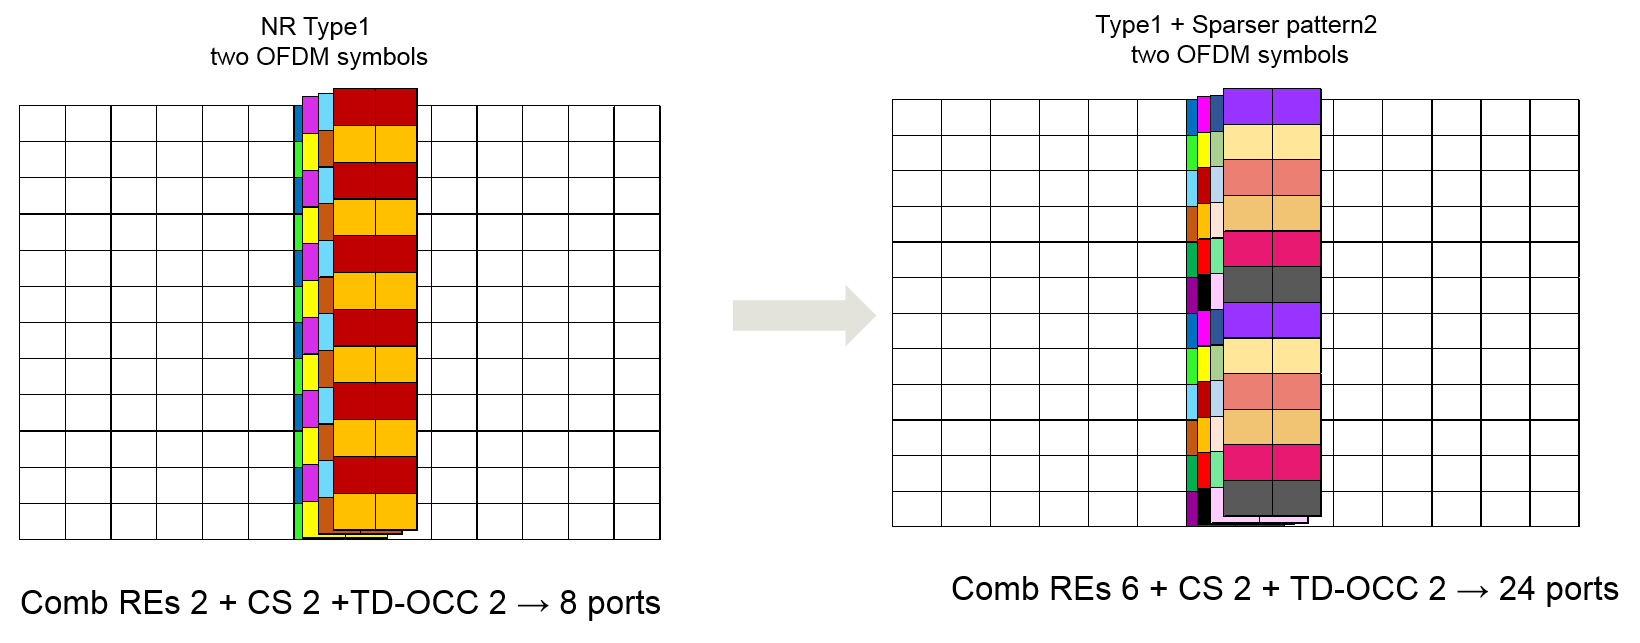 NR Type1
two OFDM symbols
Type1 + Sparser pattern2
two OFDM symbols
Comb REs 2 + CS 2 +TD-OCC 2 → 8 ports
Comb REs 6 + CS 2 + TD-OCC 2 → 24 ports